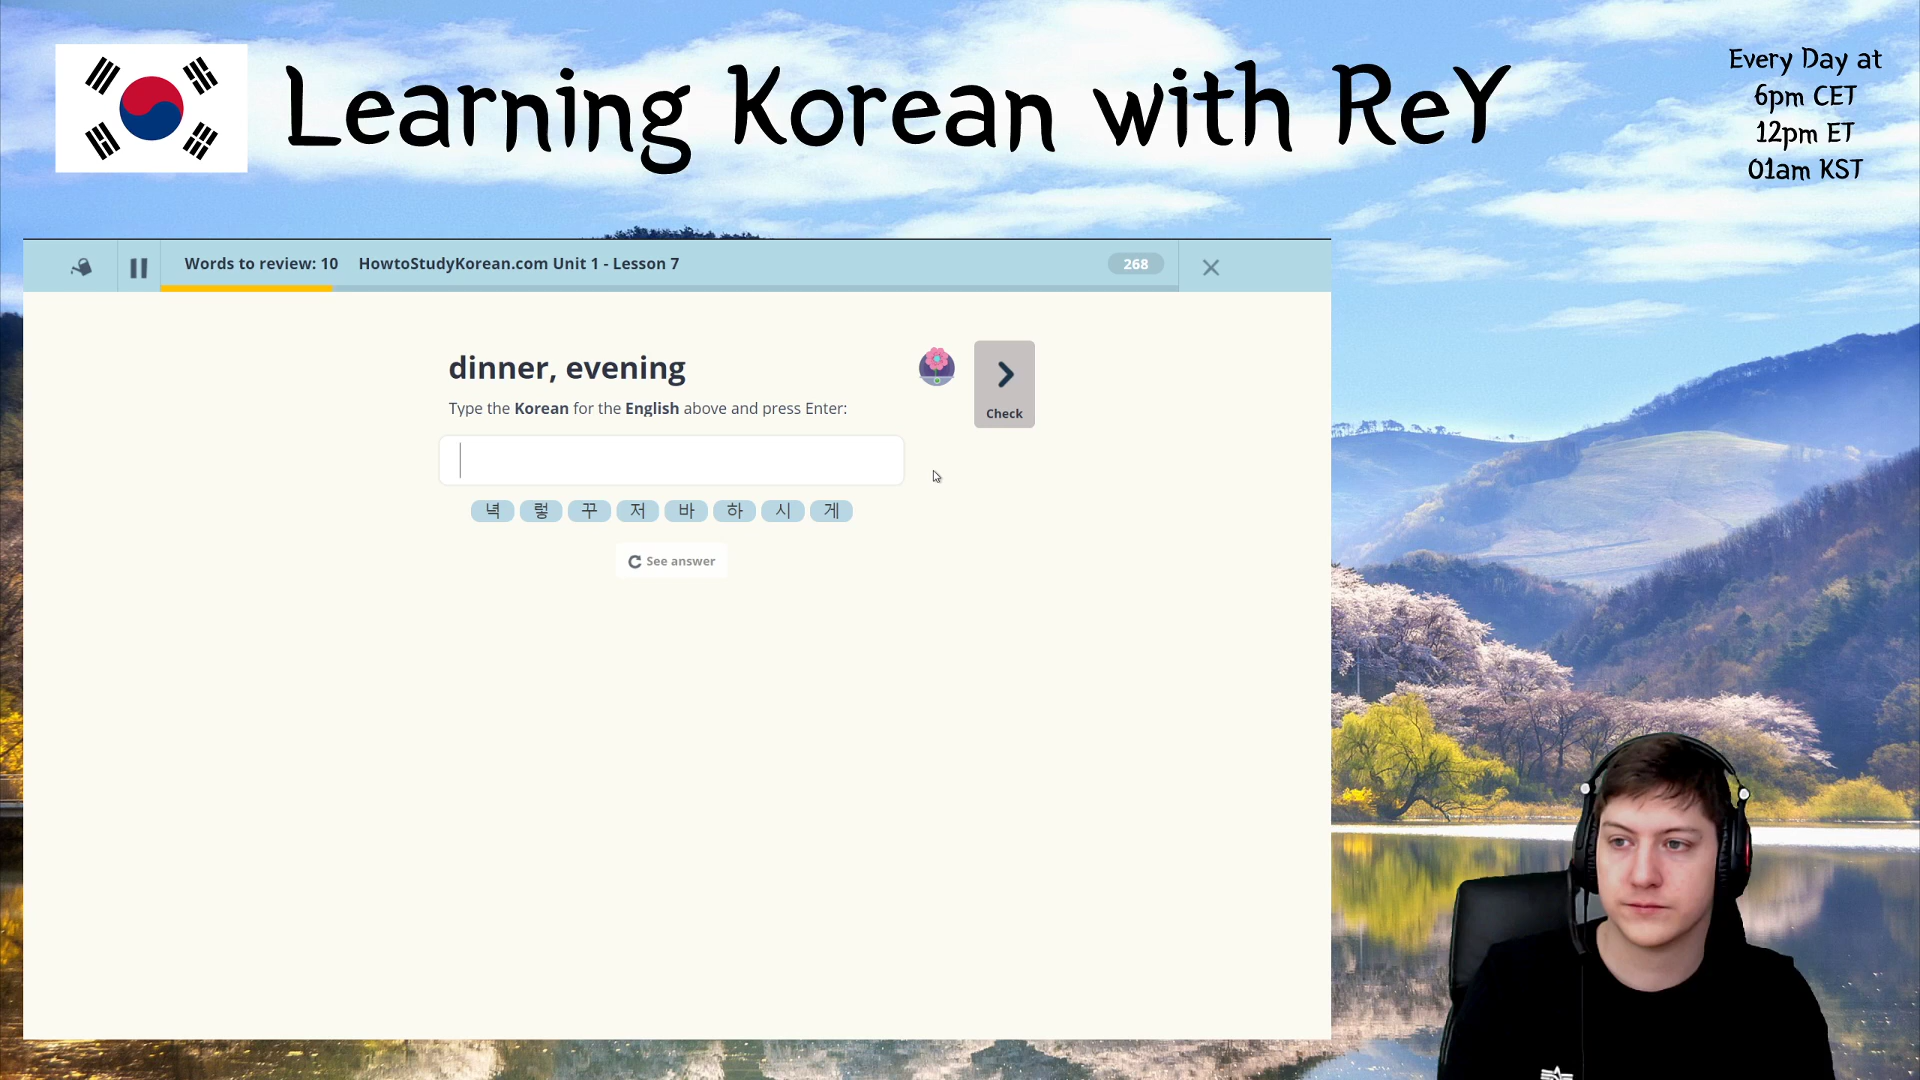 Learning Korean with ReY
Every Day at
6pm CET
12pm ET
01am KST
Words to review: 10 HowtoStudyKorean.com Unit 1 - Lesson 7 268
dinner, evening
Type the Korean for the English above and press Enter:
Check
녁 렇 꾸 저 바 하 시 게
See answer